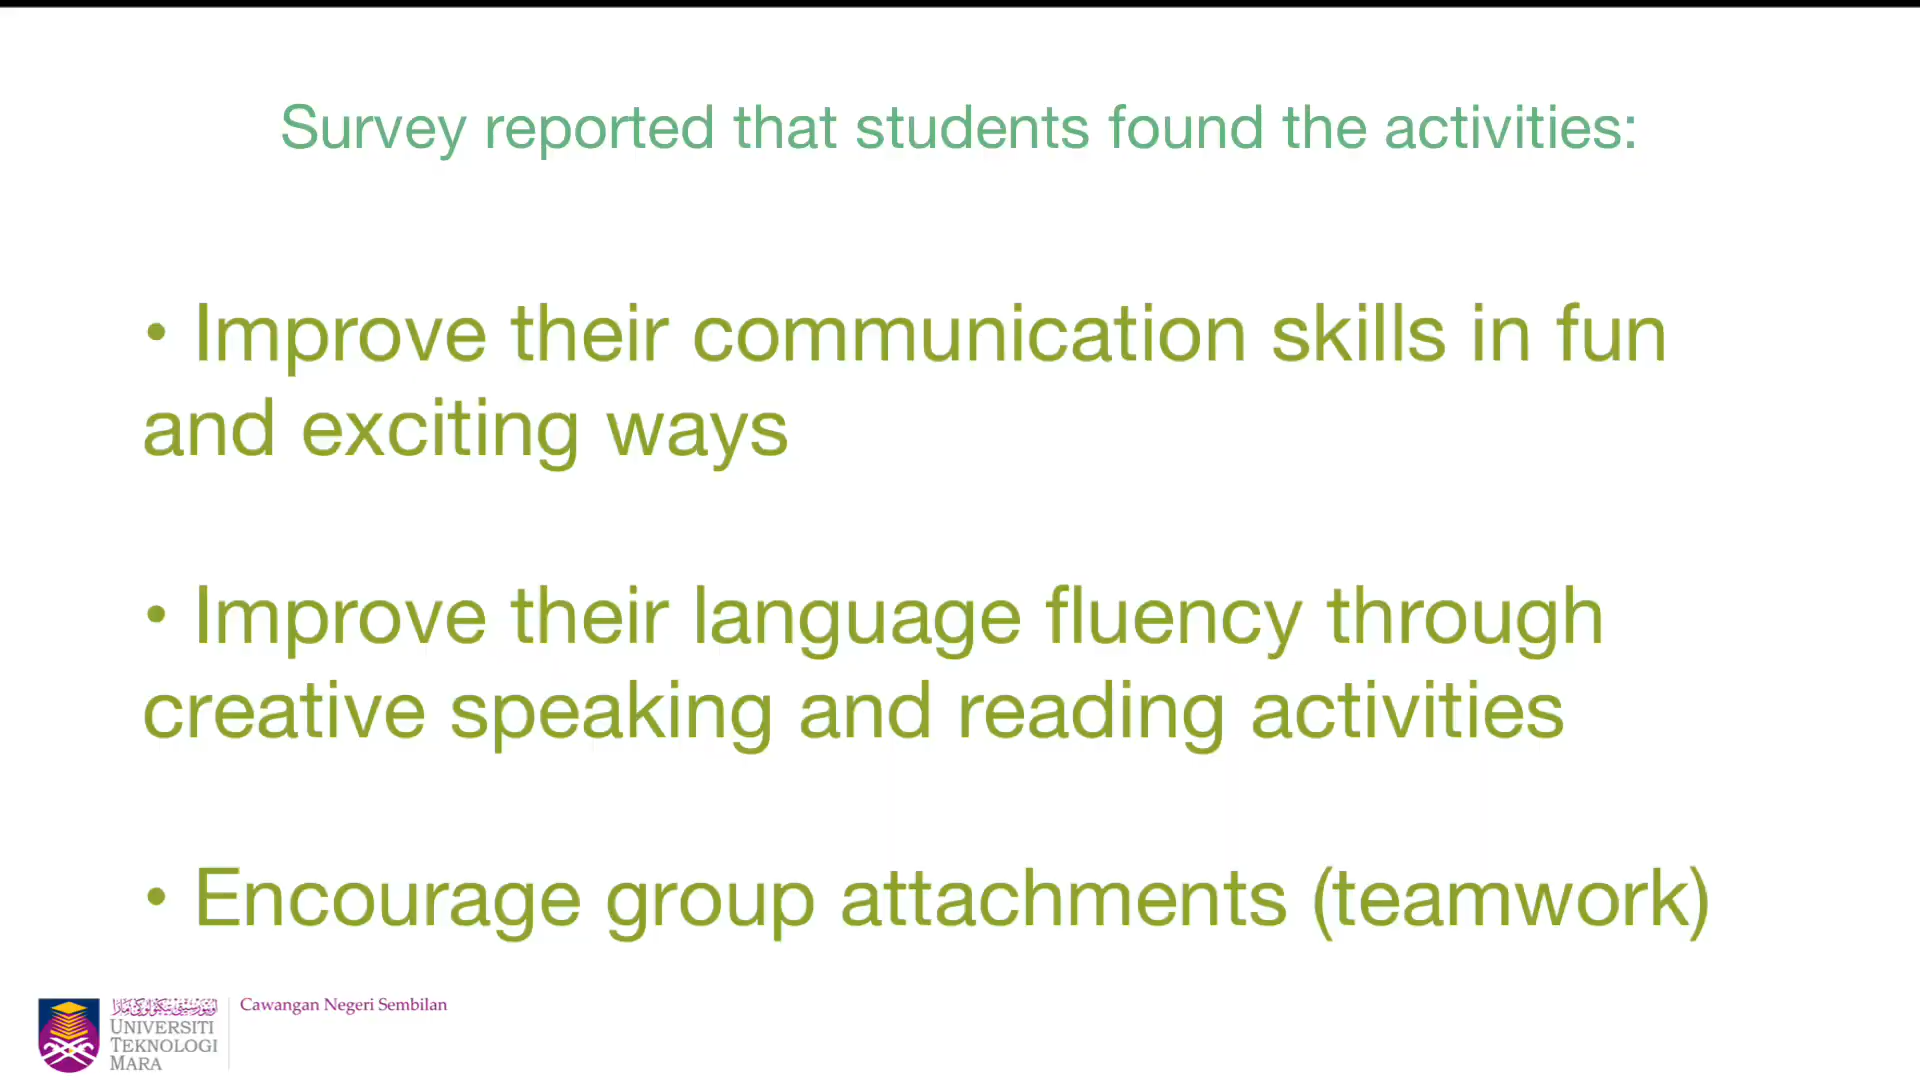 Survey reported that students found the activities:
• Improve their communication skills in fun
and exciting ways
• Improve their language fluency through
creative speaking and reading activities
• Encourage group attachments (teamwork)
Cawangan Negeri Sembilan
UNIVERSITI
TEKNOLOGI
MARA